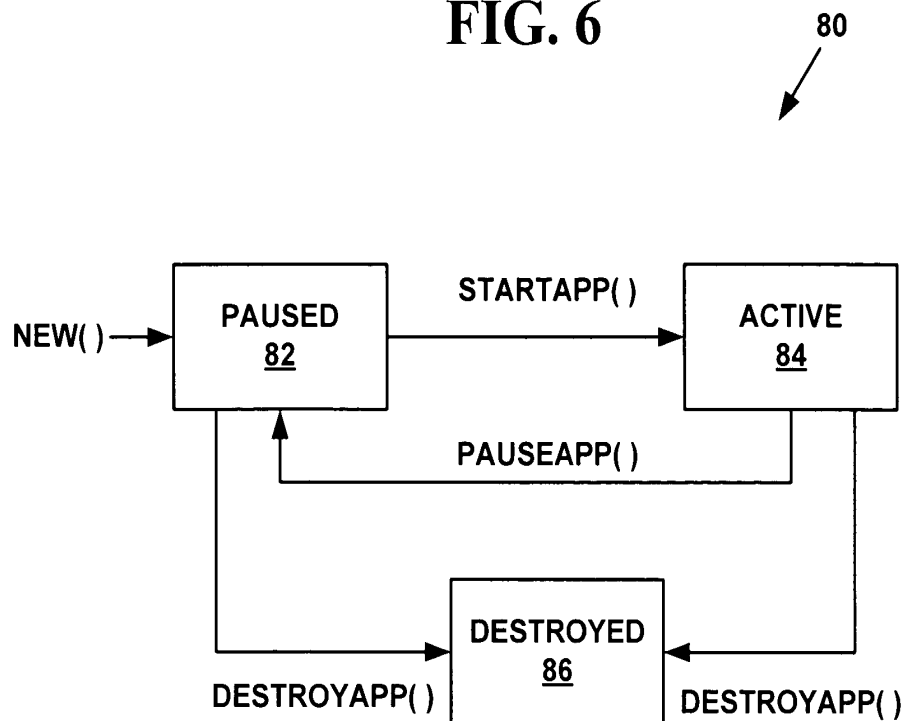 FIG. 6
80
NEW( )
PAUSED
82
STARTAPP( )
ACTIVE
84
PAUSEAPP( )
DESTROYED
86
DESTROYAPP( )
DESTROYAPP( )